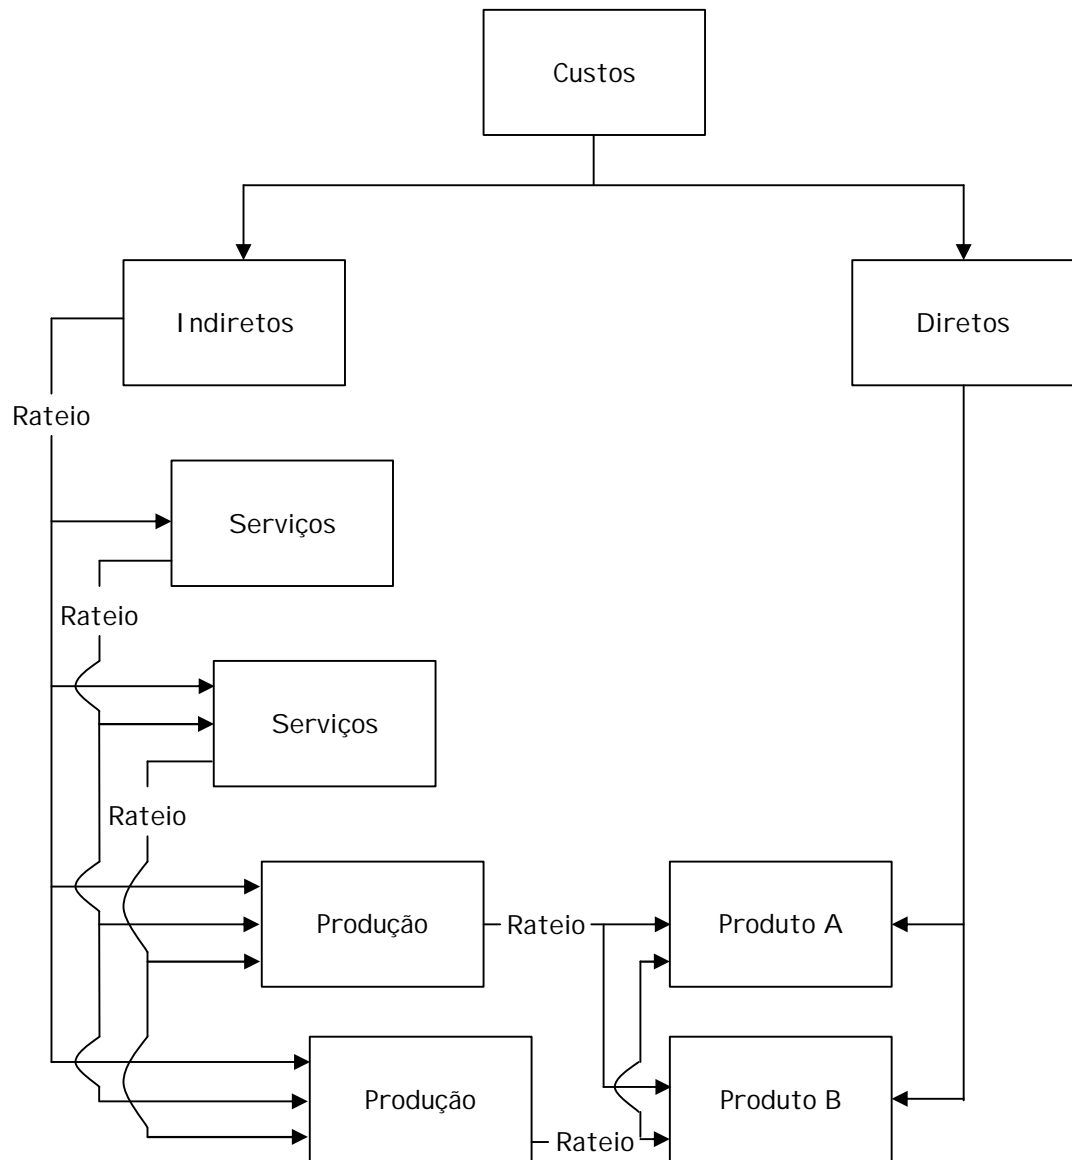 Custos
Indiretos
Diretos
Rateio
Serviços
Rateio
Serviços
Rateio
Produção
Rateio
Produto A
Produção
Rateio
Produto B